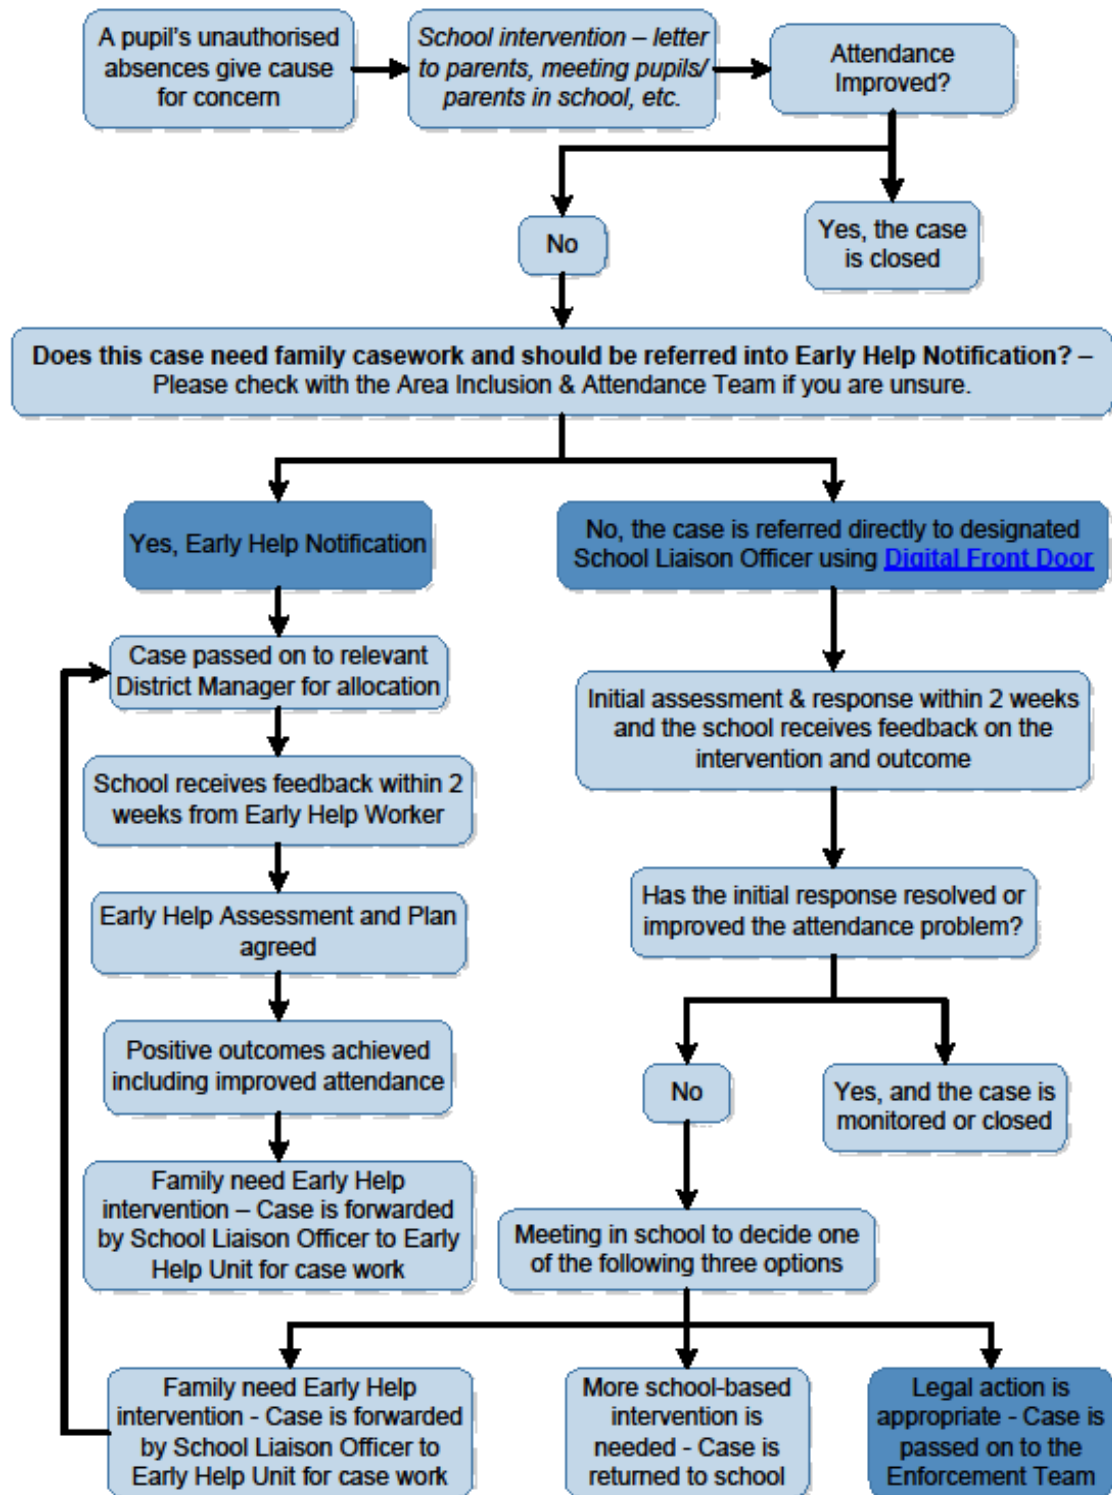 A pupil's unauthorised
absences give cause
for concern
School intervention – letter
to parents, meeting pupils/
parents in school, etc.
Attendance
Improved?
No
Yes, the case
is closed
Does this case need family casework and should be referred into Early Help Notification? –
Please check with the Area Inclusion & Attendance Team if you are unsure.
Yes, Early Help Notification
No, the case is referred directly to designated
School Liaison Officer using Digital Front Door
Case passed on to relevant
District Manager for allocation
School receives feedback within 2
weeks from Early Help Worker
Early Help Assessment and Plan
agreed
Positive outcomes achieved
including improved attendance
Family need Early Help
intervention – Case is forwarded
by School Liaison Officer to Early
Help Unit for case work
Initial assessment & response within 2 weeks
and the school receives feedback on the
intervention and outcome
Has the initial response resolved or
improved the attendance problem?
No
Yes, and the case is
monitored or closed
Meeting in school to decide one
of the following three options
Family need Early Help
intervention - Case is forwarded
by School Liaison Officer to
Early Help Unit for case work
More school-based
intervention is
needed - Case is
returned to school
Legal action is
appropriate - Case is
passed on to the
Enforcement Team